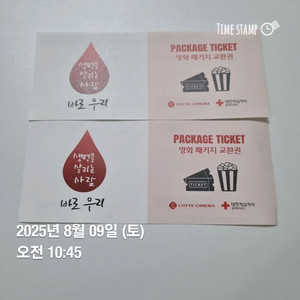 TIME STAMP
생명을
살리는
사람
바로 우리
PACKAGE TICKET
영화 패키지 교환권
TICKET
LOTTE CINEMA
대한적십자사
생명을
살리는
사람
바로 우리
PACKAGE TICKET
영화 패키지 교환권
TICKET
LOTTE CINEMA
대한적십자사
2025년 8월 09일 (토)
오전 10:45